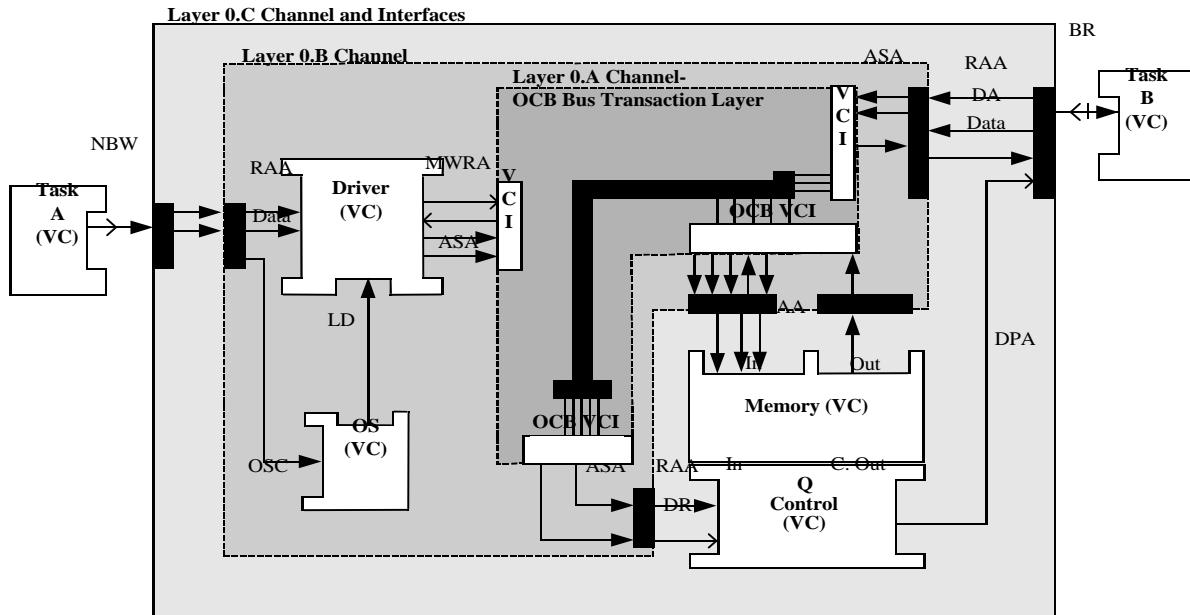 Layer 0.C Channel and Interfaces
BR
Layer 0.B Channel
ASA
RAA
Layer 0.A Channel-
OCB Bus Transaction Layer
V
C
I
DA
Data
Task
B
(VC)
NBW
RAA
MWRA
V
C
I
Task
A
(VC)
Driver
(VC)
Data
ASA
OCB VCI
LD
AA
DPA
In
Out
Memory (VC)
OCB VCI
OS
(VC)
OSC
ASA
RAA
In
C. Out
DR
Q
Control
(VC)